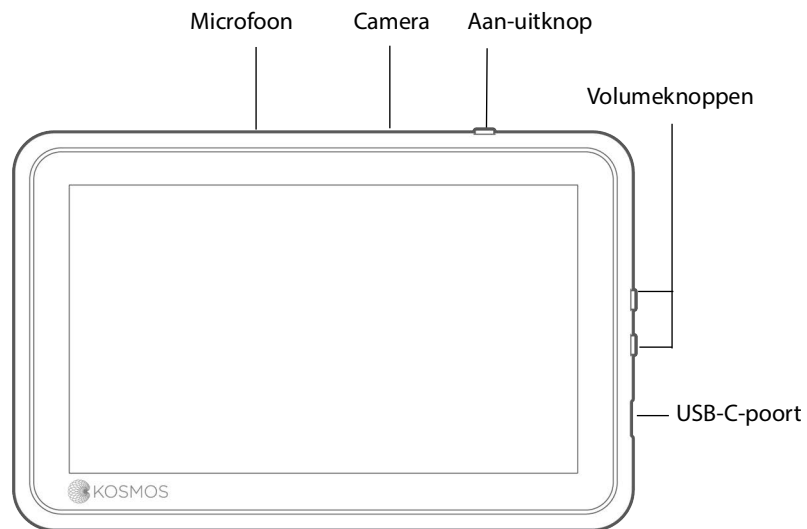 Microfoon
Camera
Aan-uitknop
Volumeknoppen
USB-C-poort
KOSMOS